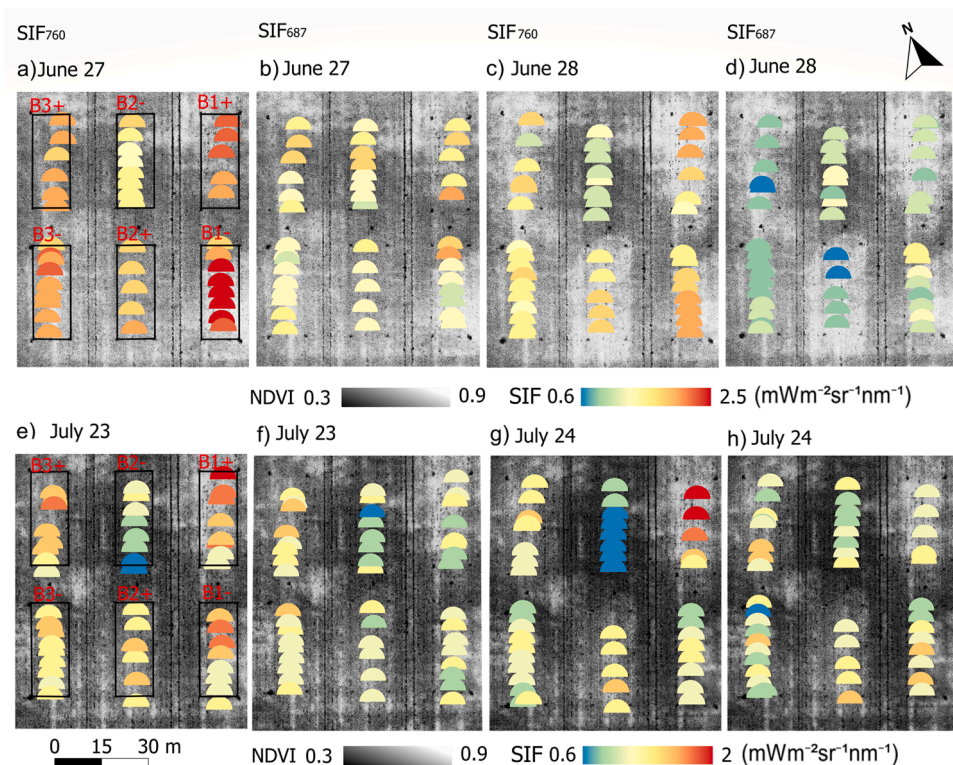 SIF760 SIF687 SIF760 SIF687 N
a) June 27 b) June 27 c) June 28 d) June 28
B3+ B2- B1+
B3- B2+ B1-
NDVI 0.3 0.9 SIF 0.6 2.5 (mWm⁻²sr⁻¹nm⁻¹)
e) July 23 f) July 23 g) July 24 h) July 24
B3+ B2- B1+
B3- B2+ B1-
0 15 30 m NDVI 0.3 0.9 SIF 0.6 2 (mWm⁻²sr⁻¹nm⁻¹)